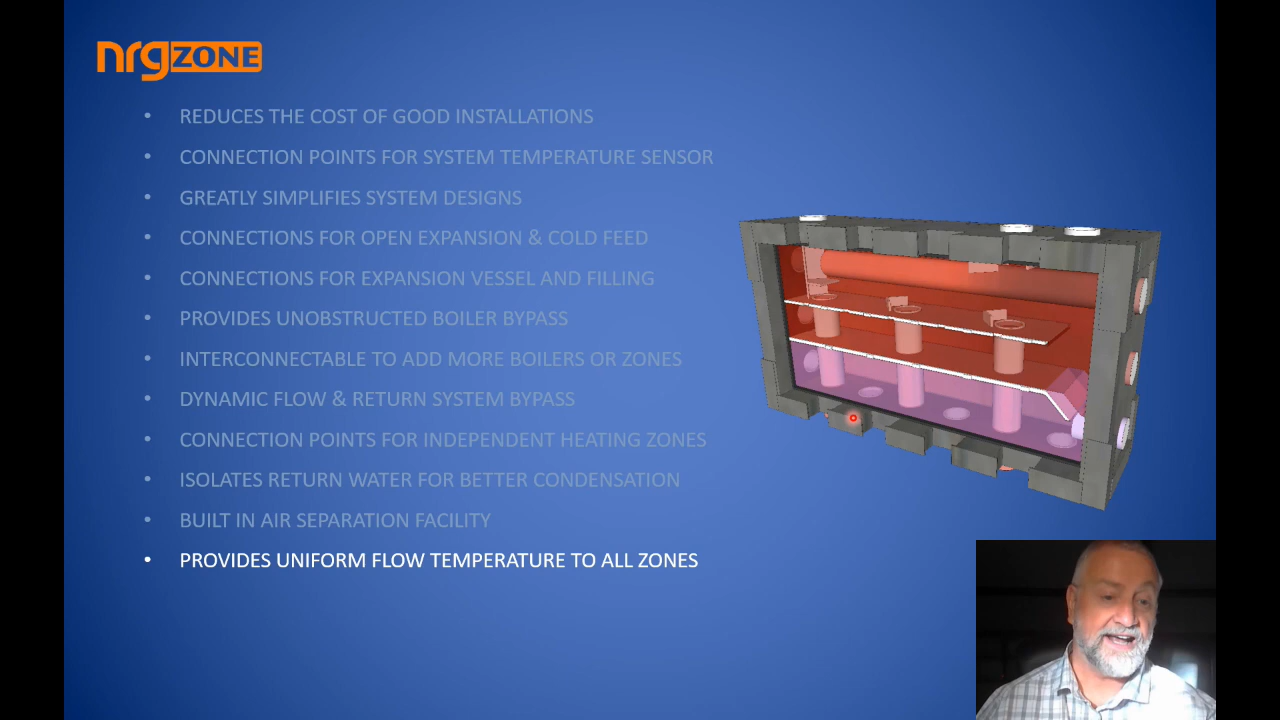 nrgZONE
• REDUCES THE COST OF GOOD INSTALLATIONS
• CONNECTION POINTS FOR SYSTEM TEMPERATURE SENSOR
• GREATLY SIMPLIFIES SYSTEM DESIGNS
• CONNECTIONS FOR OPEN EXPANSION & COLD FEED
• CONNECTIONS FOR EXPANSION VESSEL AND FILLING
• PROVIDES UNOBSTRUCTED BOILER BYPASS
• INTERCONNECTABLE TO ADD MORE BOILERS OR ZONES
• DYNAMIC FLOW & RETURN SYSTEM BYPASS
• CONNECTION POINTS FOR INDEPENDENT HEATING ZONES
• ISOLATES RETURN WATER FOR BETTER CONDENSATION
• BUILT IN AIR SEPARATION FACILITY
• PROVIDES UNIFORM FLOW TEMPERATURE TO ALL ZONES